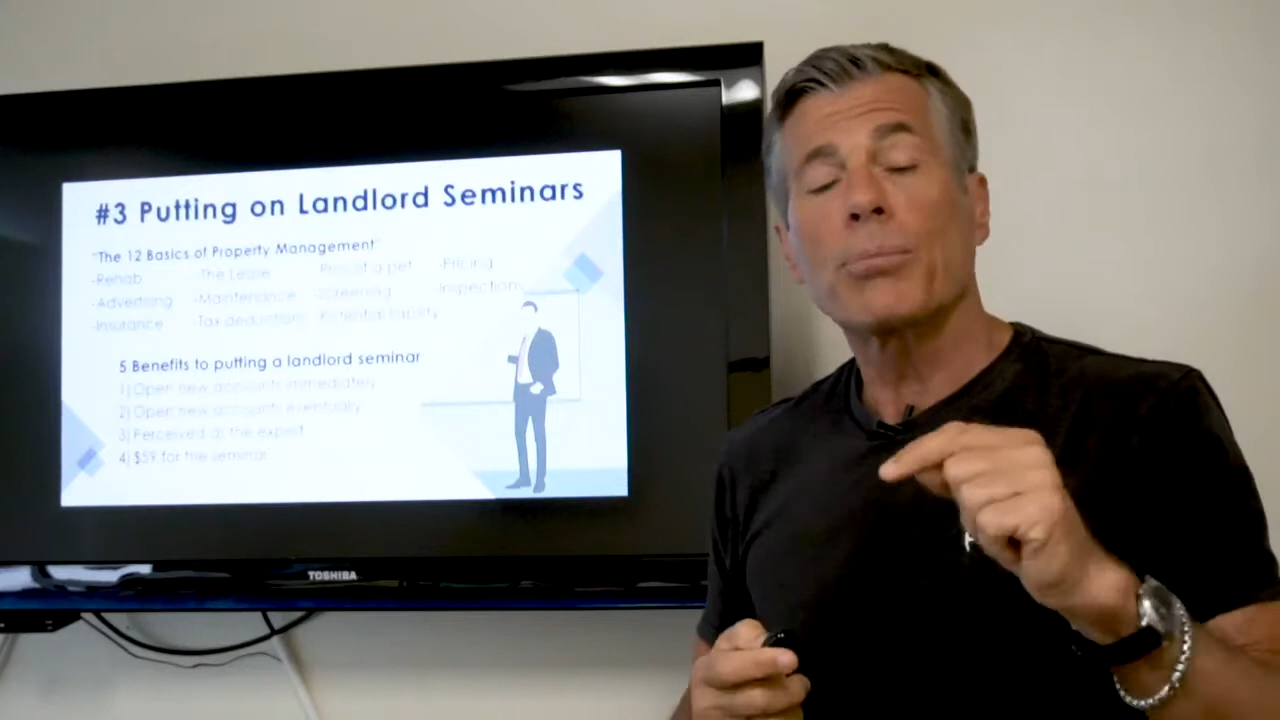 #3 Putting on Landlord Seminars
"The 12 Basics of Property Management"
-Rehab -The Lease -Pros of a pet -Pricing
-Advertising -Maintenance -Screening -Inspections
-Insurance -Tax deductions -Potential liability
5 Benefits to putting a landlord seminar
1) Open new accounts immediately
2) Open new accounts eventually
3) Perceived as the expert
4) $59 for the seminar
TOSHIBA